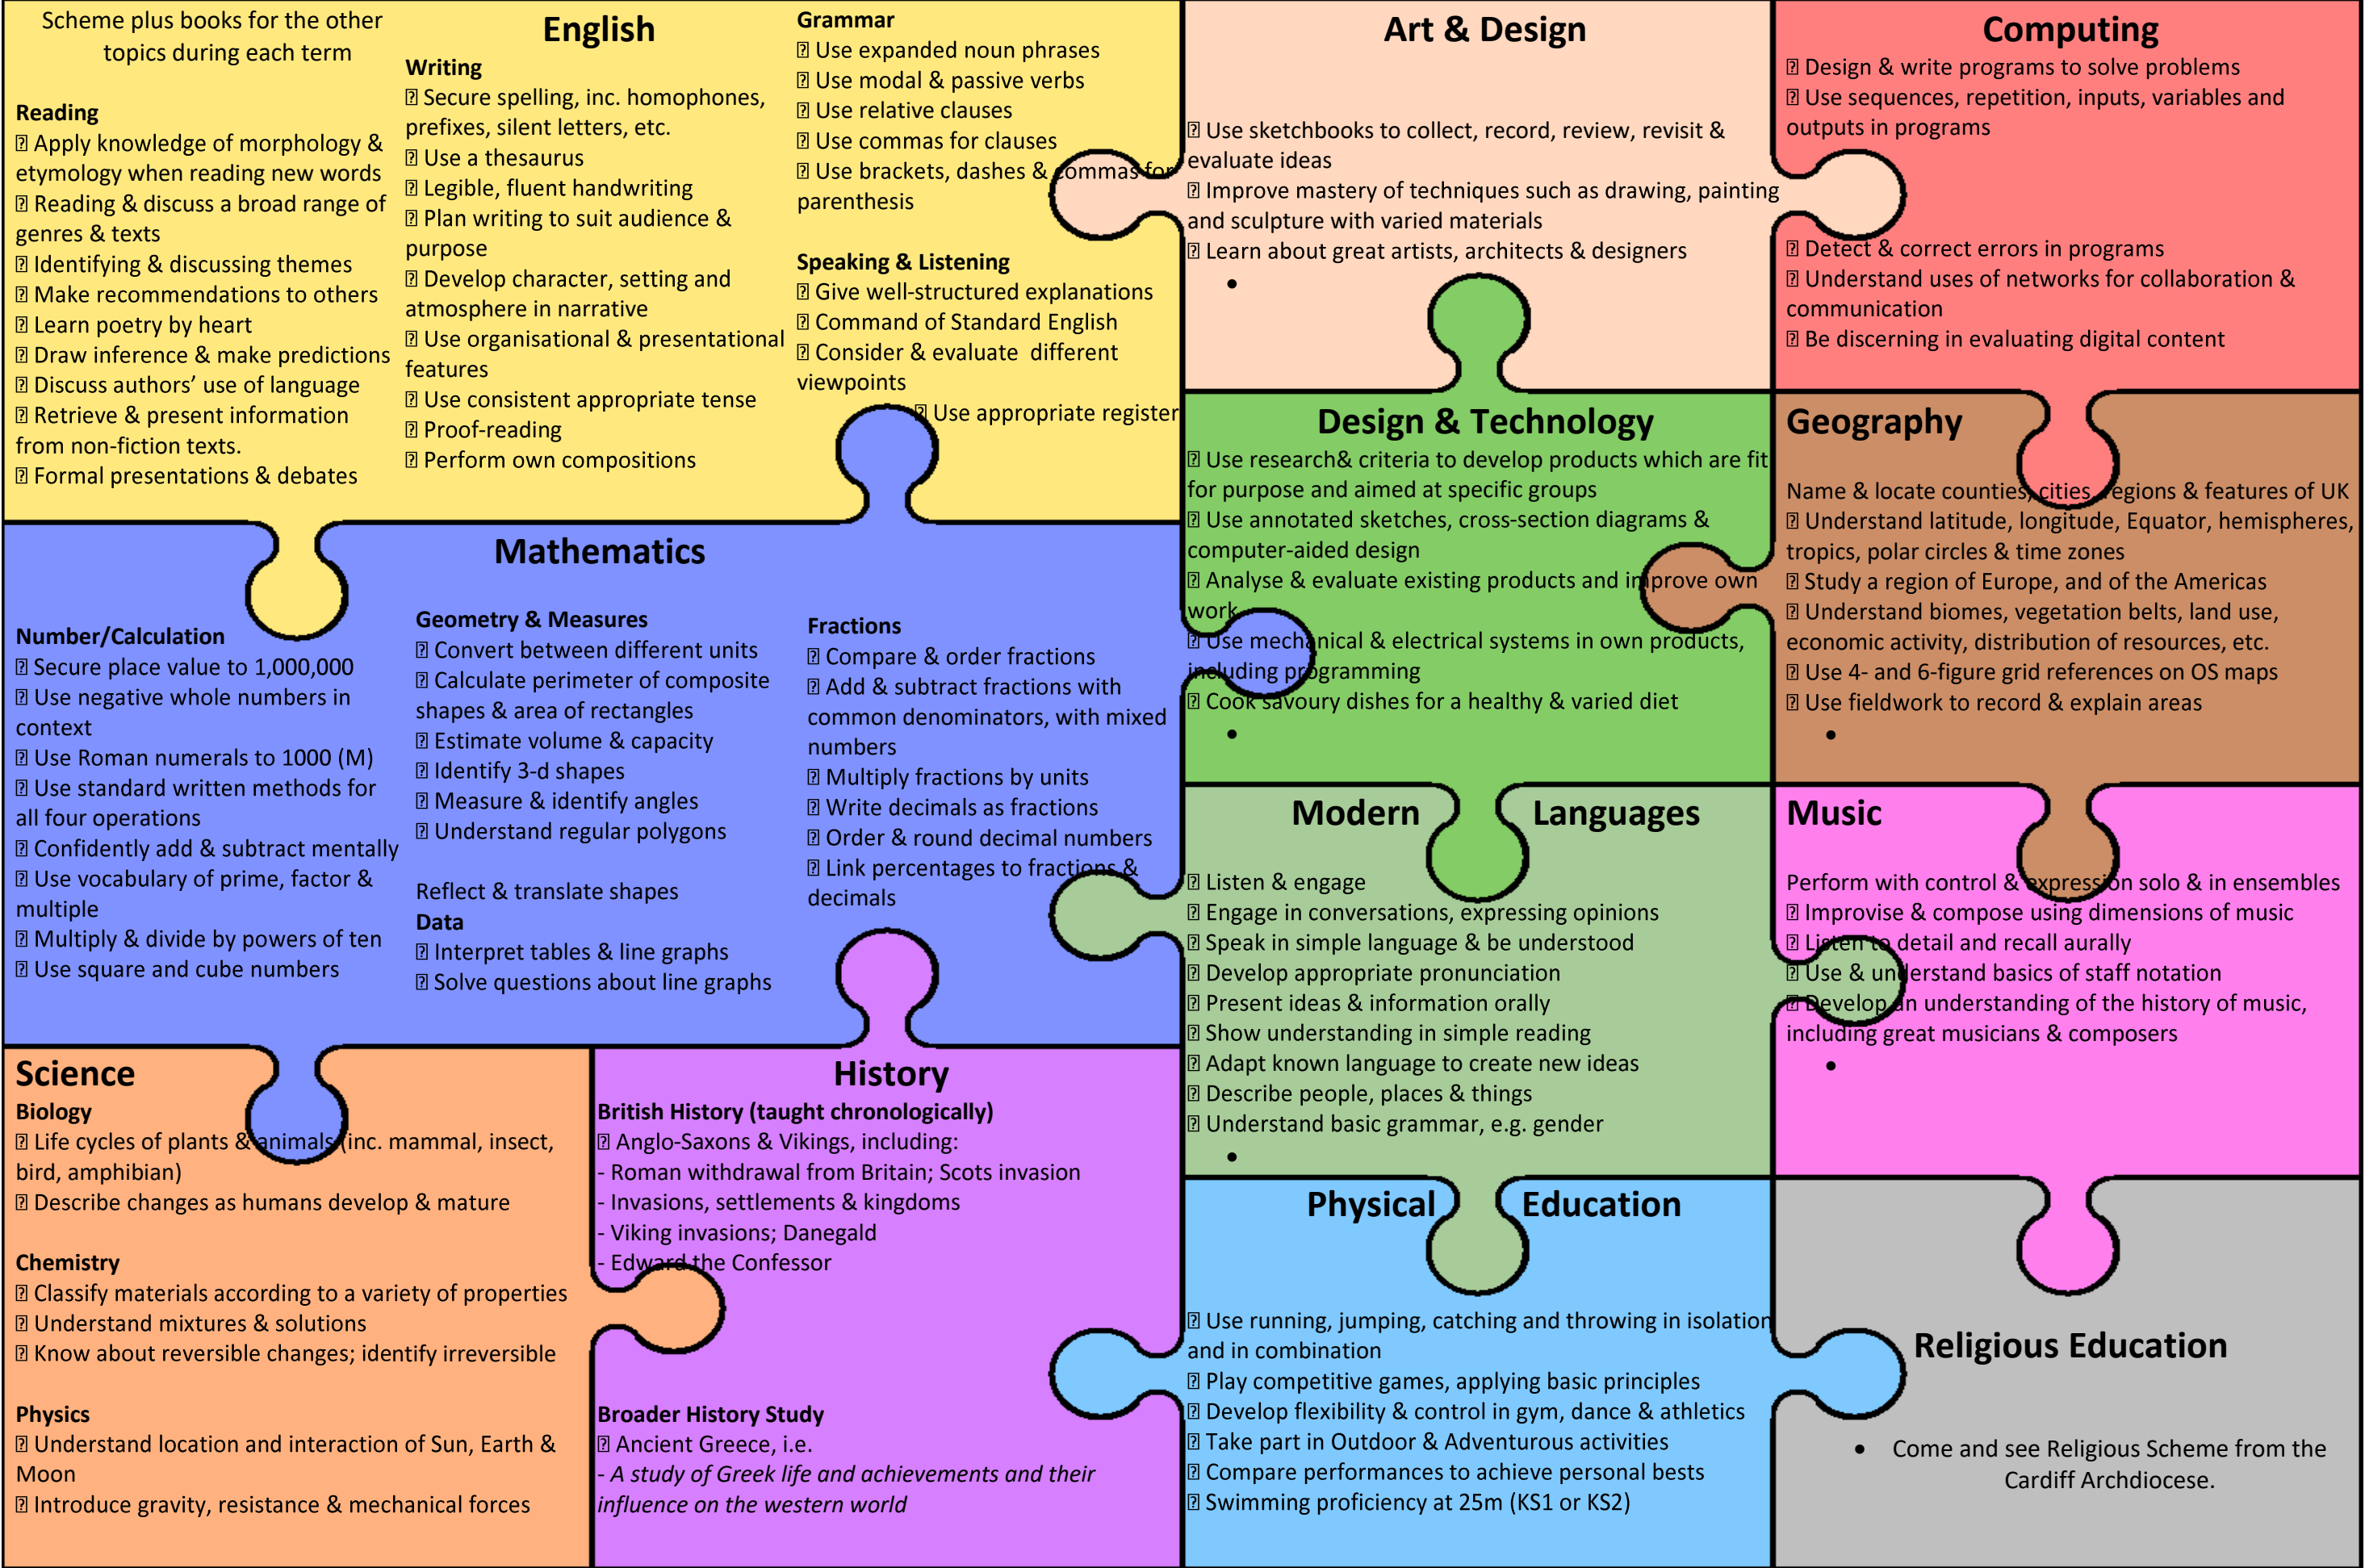 Scheme plus books for the other
topics during each term
Reading
⍰ Apply knowledge of morphology &
etymology when reading new words
⍰ Reading & discuss a broad range of
genres & texts
⍰ Identifying & discussing themes
⍰ Make recommendations to others
⍰ Learn poetry by heart
⍰ Draw inference & make predictions
⍰ Discuss authors’ use of language
⍰ Retrieve & present information
from non-fiction texts.
⍰ Formal presentations & debates
English
Writing
⍰ Secure spelling, inc. homophones,
prefixes, silent letters, etc.
⍰ Use a thesaurus
⍰ Legible, fluent handwriting
⍰ Plan writing to suit audience &
purpose
⍰ Develop character, setting and
atmosphere in narrative
⍰ Use organisational & presentational
features
⍰ Use consistent appropriate tense
⍰ Proof-reading
⍰ Perform own compositions
Grammar
⍰ Use expanded noun phrases
⍰ Use modal & passive verbs
⍰ Use relative clauses
⍰ Use commas for clauses
⍰ Use brackets, dashes & commas for
parenthesis
Speaking & Listening
⍰ Give well-structured explanations
⍰ Command of Standard English
⍰ Consider & evaluate different
viewpoints
⍰ Use appropriate register
Art & Design
⍰ Use sketchbooks to collect, record, review, revisit &
evaluate ideas
⍰ Improve mastery of techniques such as drawing, painting
and sculpture with varied materials
⍰ Learn about great artists, architects & designers
•
Computing
⍰ Design & write programs to solve problems
⍰ Use sequences, repetition, inputs, variables and
outputs in programs
⍰ Detect & correct errors in programs
⍰ Understand uses of networks for collaboration &
communication
⍰ Be discerning in evaluating digital content
Mathematics
Number/Calculation
⍰ Secure place value to 1,000,000
⍰ Use negative whole numbers in
context
⍰ Use Roman numerals to 1000 (M)
⍰ Use standard written methods for
all four operations
⍰ Confidently add & subtract mentally
⍰ Use vocabulary of prime, factor &
multiple
⍰ Multiply & divide by powers of ten
⍰ Use square and cube numbers
Geometry & Measures
⍰ Convert between different units
⍰ Calculate perimeter of composite
shapes & area of rectangles
⍰ Estimate volume & capacity
⍰ Identify 3-d shapes
⍰ Measure & identify angles
⍰ Understand regular polygons
Reflect & translate shapes
Data
⍰ Interpret tables & line graphs
⍰ Solve questions about line graphs
Fractions
⍰ Compare & order fractions
⍰ Add & subtract fractions with
common denominators, with mixed
numbers
⍰ Multiply fractions by units
⍰ Write decimals as fractions
⍰ Order & round decimal numbers
⍰ Link percentages to fractions &
decimals
Design & Technology
⍰ Use research& criteria to develop products which are fit
for purpose and aimed at specific groups
⍰ Use annotated sketches, cross-section diagrams &
computer-aided design
⍰ Analyse & evaluate existing products and improve own
work
⍰ Use mechanical & electrical systems in own products,
including programming
⍰ Cook savoury dishes for a healthy & varied diet
•
Geography
Name & locate counties, cities, regions & features of UK
⍰ Understand latitude, longitude, Equator, hemispheres,
tropics, polar circles & time zones
⍰ Study a region of Europe, and of the Americas
⍰ Understand biomes, vegetation belts, land use,
economic activity, distribution of resources, etc.
⍰ Use 4- and 6-figure grid references on OS maps
⍰ Use fieldwork to record & explain areas
•
Modern Languages
⍰ Listen & engage
⍰ Engage in conversations, expressing opinions
⍰ Speak in simple language & be understood
⍰ Develop appropriate pronunciation
⍰ Present ideas & information orally
⍰ Show understanding in simple reading
⍰ Adapt known language to create new ideas
⍰ Describe people, places & things
⍰ Understand basic grammar, e.g. gender
•
Music
Perform with control & expression solo & in ensembles
⍰ Improvise & compose using dimensions of music
⍰ Listen to detail and recall aurally
⍰ Use & understand basics of staff notation
⍰ Develop an understanding of the history of music,
including great musicians & composers
•
Science
Biology
⍰ Life cycles of plants & animals (inc. mammal, insect,
bird, amphibian)
⍰ Describe changes as humans develop & mature
Chemistry
⍰ Classify materials according to a variety of properties
⍰ Understand mixtures & solutions
⍰ Know about reversible changes; identify irreversible
Physics
⍰ Understand location and interaction of Sun, Earth &
Moon
⍰ Introduce gravity, resistance & mechanical forces
History
British History (taught chronologically)
⍰ Anglo-Saxons & Vikings, including:
- Roman withdrawal from Britain; Scots invasion
- Invasions, settlements & kingdoms
- Viking invasions; Danegald
- Edward the Confessor
Broader History Study
⍰ Ancient Greece, i.e.
- A study of Greek life and achievements and their
influence on the western world
Physical Education
⍰ Use running, jumping, catching and throwing in isolation
and in combination
⍰ Play competitive games, applying basic principles
⍰ Develop flexibility & control in gym, dance & athletics
⍰ Take part in Outdoor & Adventurous activities
⍰ Compare performances to achieve personal bests
⍰ Swimming proficiency at 25m (KS1 or KS2)
Religious Education
• Come and see Religious Scheme from the
Cardiff Archdiocese.